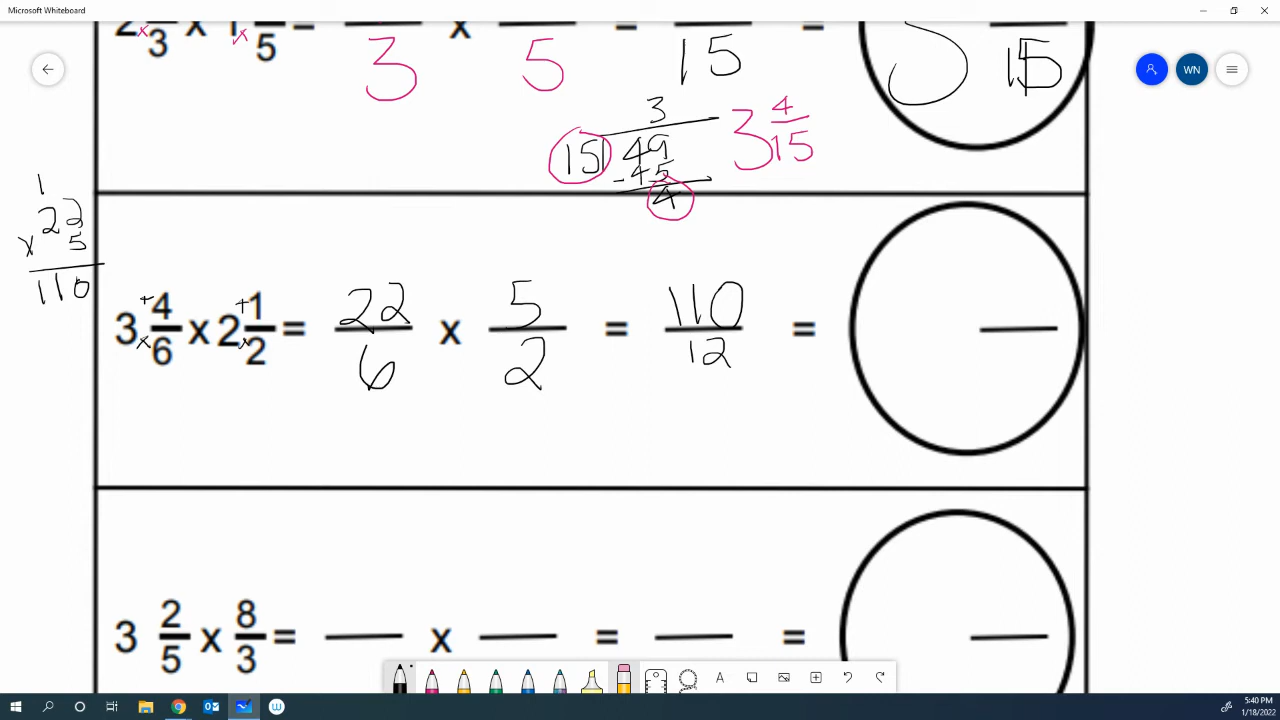 Microsoft Whiteboard
2 x/3 x 1 x/5 = /3 x /5 = /15 = 3 /15
WN
3
15 49 3 4/15
- 45
4
1
22
x 5
110
3 + 4/6 x 2 + 1/2 = 22/6 x 5/2 = 110/12 =
x x
3 2/5 x 8/3 = x = =
A
W
5:40 PM
1/18/2022